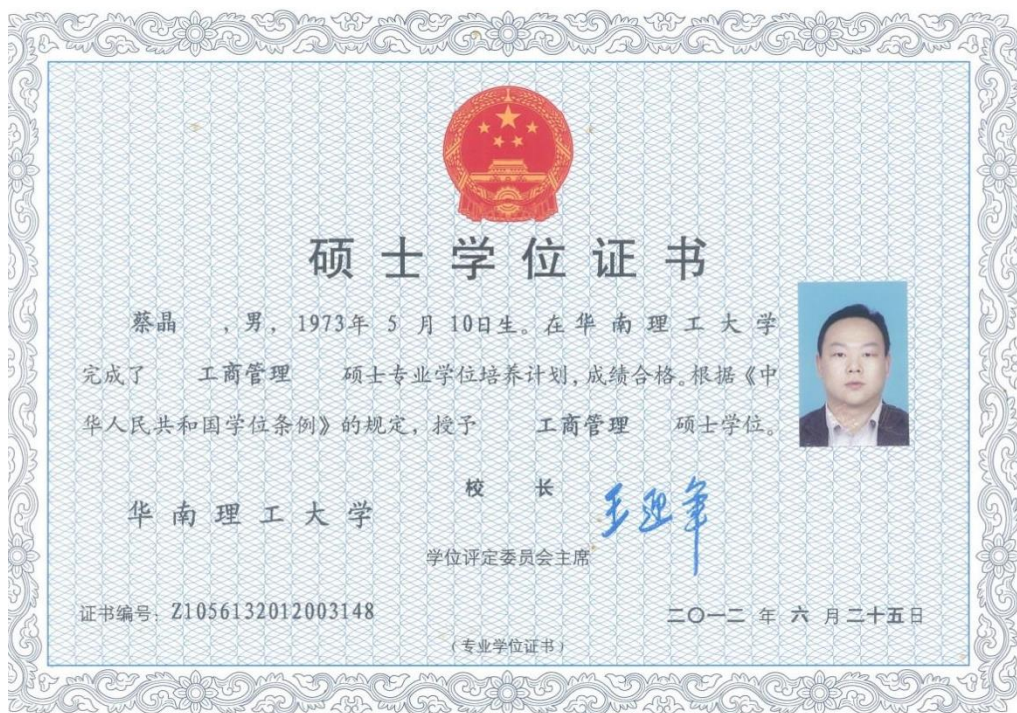 硕士学位证书
蔡晶 ,男, 1973年 5 月 10日生。在华南理工大学
完成了 工商管理 硕士专业学位培养计划,成绩合格。根据《中
华人民共和国学位条例》的规定, 授予 工商管理 硕士学位。
校 长 王迎军
华南理工大学
学位评定委员会主席
证书编号: Z1056132012003148
二〇一二 年 六 月二十五日
(专业学位证书)